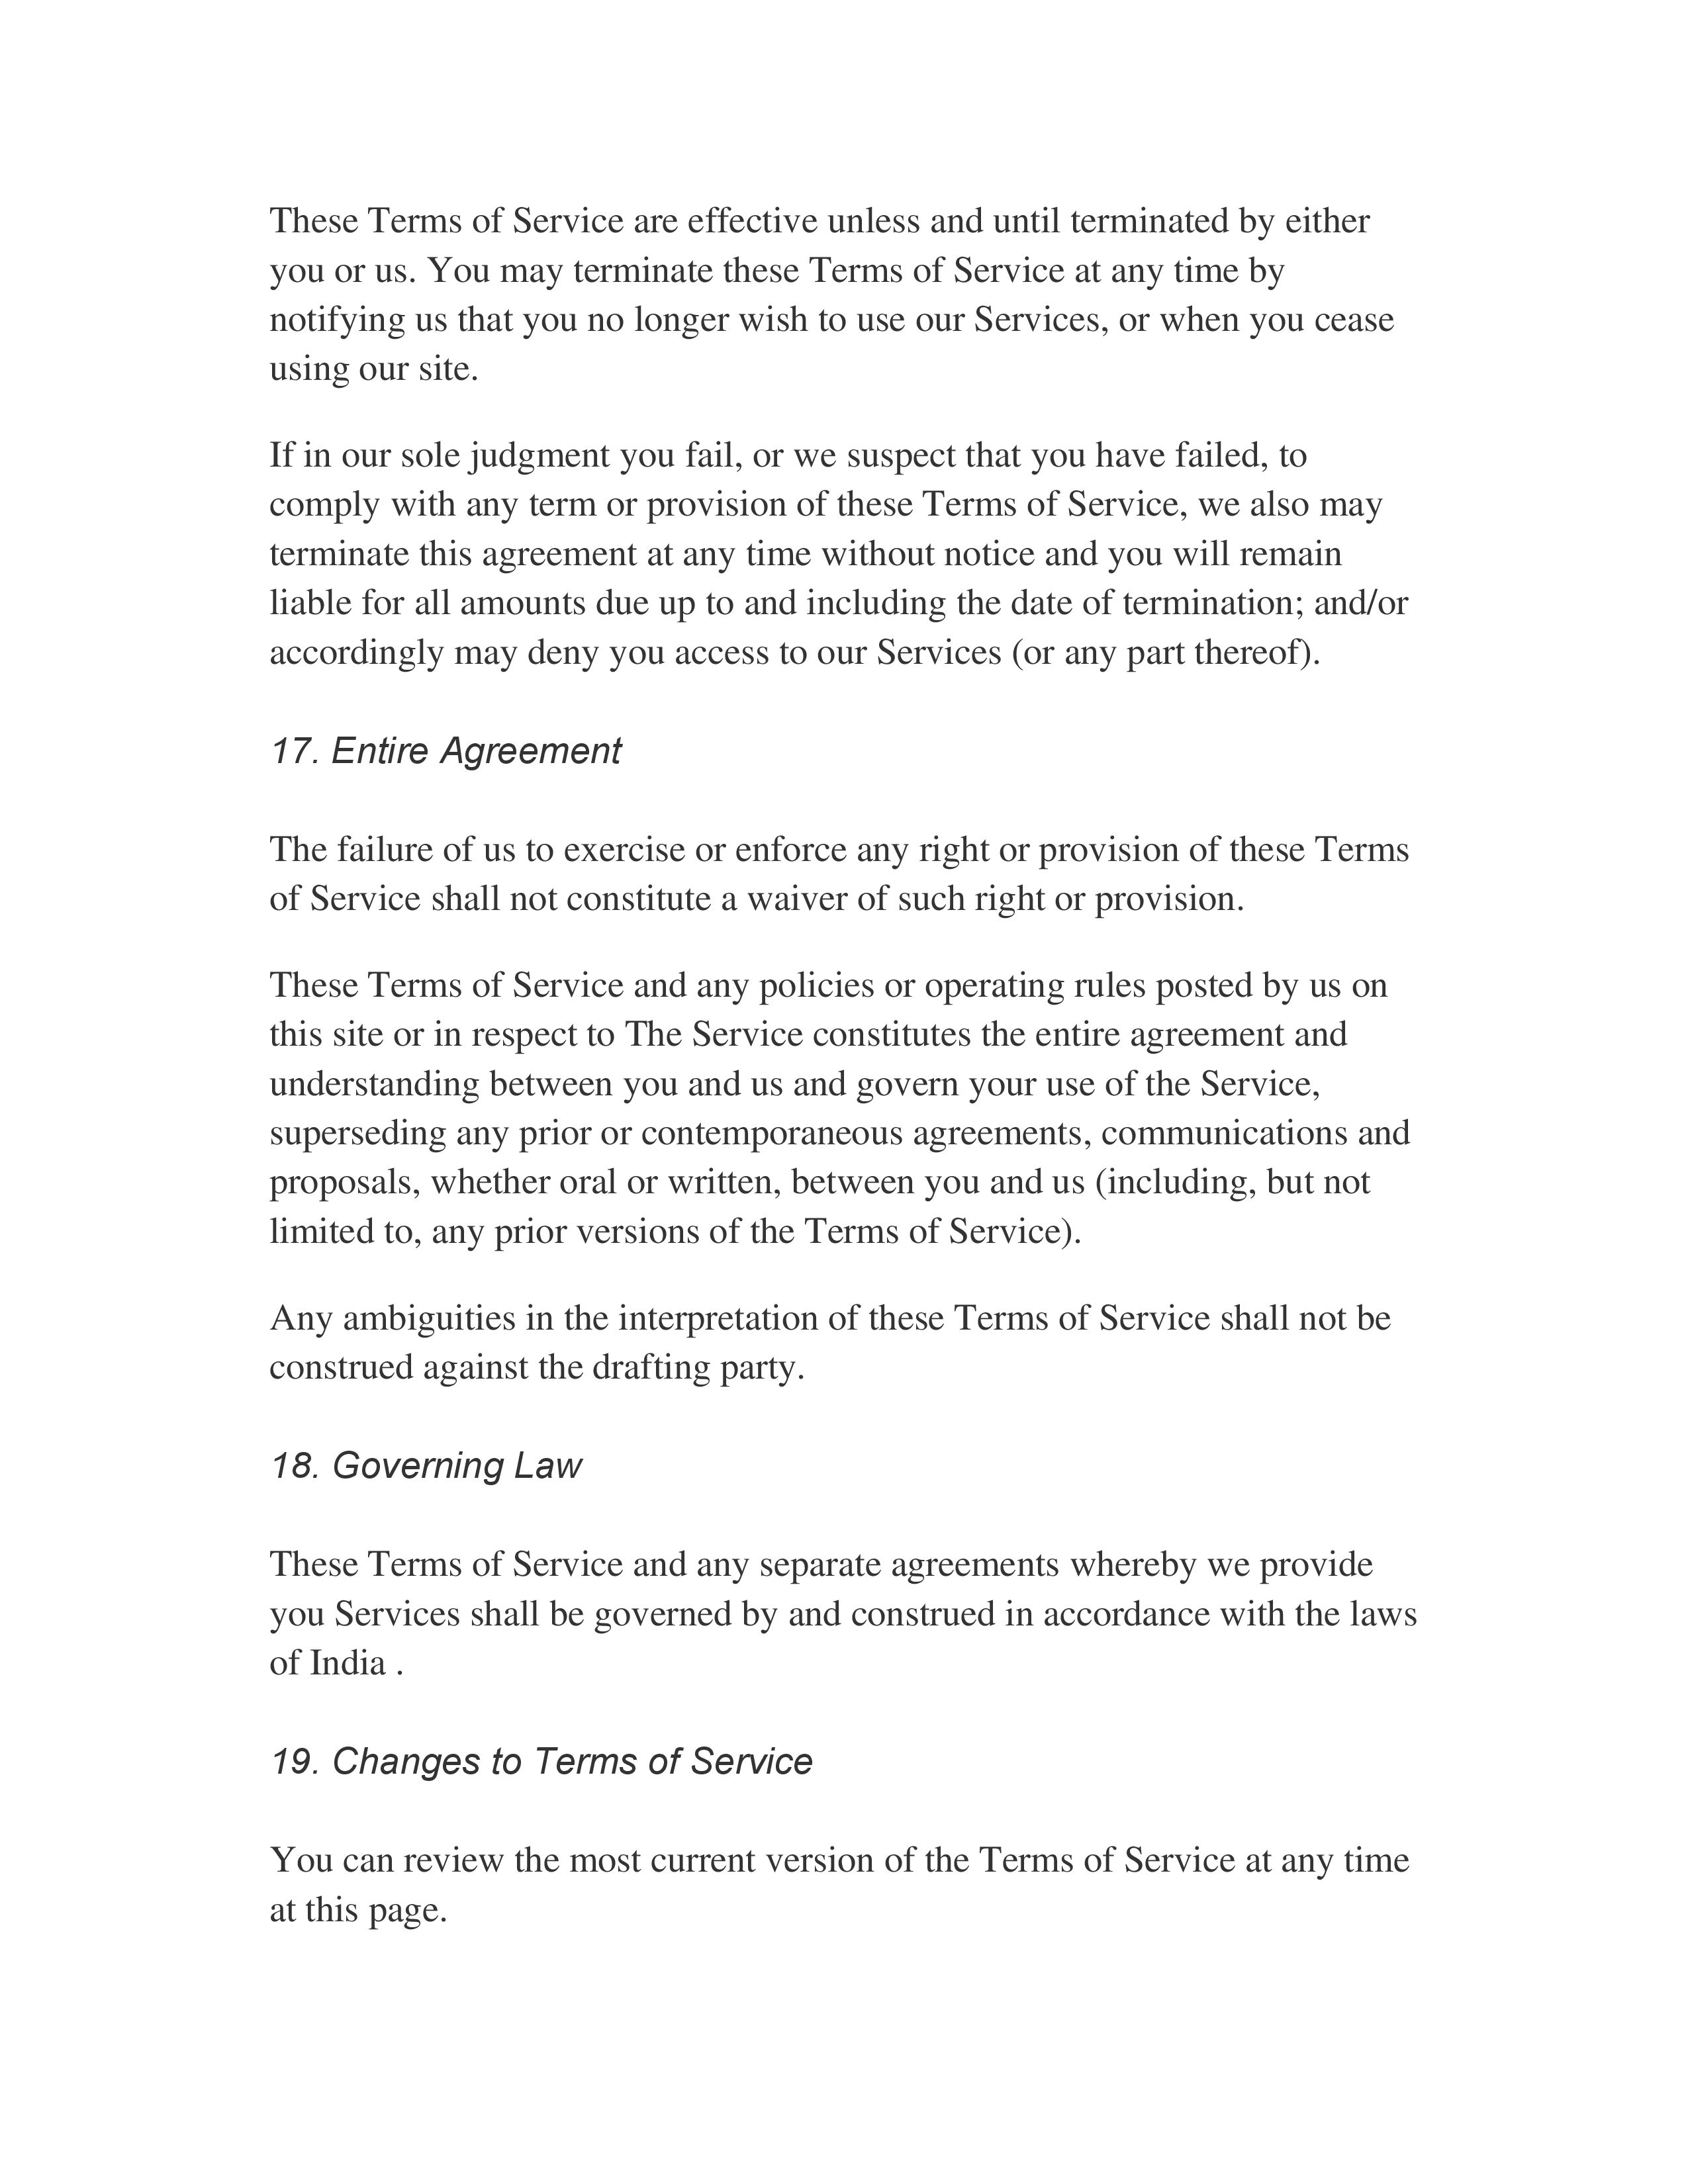 These Terms of Service are effective unless and until terminated by either
you or us. You may terminate these Terms of Service at any time by
notifying us that you no longer wish to use our Services, or when you cease
using our site.
If in our sole judgment you fail, or we suspect that you have failed, to
comply with any term or provision of these Terms of Service, we also may
terminate this agreement at any time without notice and you will remain
liable for all amounts due up to and including the date of termination; and/or
accordingly may deny you access to our Services (or any part thereof).
17. Entire Agreement
The failure of us to exercise or enforce any right or provision of these Terms
of Service shall not constitute a waiver of such right or provision.
These Terms of Service and any policies or operating rules posted by us on
this site or in respect to The Service constitutes the entire agreement and
understanding between you and us and govern your use of the Service,
superseding any prior or contemporaneous agreements, communications and
proposals, whether oral or written, between you and us (including, but not
limited to, any prior versions of the Terms of Service).
Any ambiguities in the interpretation of these Terms of Service shall not be
construed against the drafting party.
18. Governing Law
These Terms of Service and any separate agreements whereby we provide
you Services shall be governed by and construed in accordance with the laws
of India .
19. Changes to Terms of Service
You can review the most current version of the Terms of Service at any time
at this page.